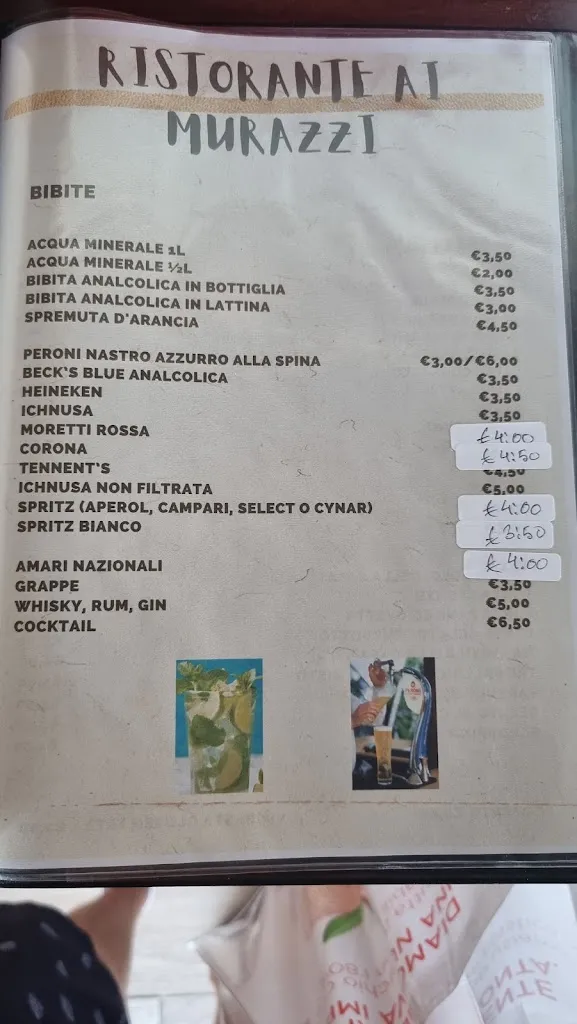 RISTORANTE AI
MURAZZI
BIBITE
ACQUA MINERALE 1L €3,50
ACQUA MINERALE ½L €2,00
BIBITA ANALCOLICA IN BOTTIGLIA €3,50
BIBITA ANALCOLICA IN LATTINA €3,00
SPREMUTA D'ARANCIA €4,50
PERONI NASTRO AZZURRO ALLA SPINA €3,00/€6,00
BECK'S BLUE ANALCOLICA €3,50
HEINEKEN €3,50
ICHNUSA €3,50
MORETTI ROSSA € 4:00
CORONA € 4:50
TENNENT'S €4,50
ICHNUSA NON FILTRATA €5,00
SPRITZ (APEROL, CAMPARI, SELECT O CYNAR) € 4:00
SPRITZ BIANCO € 3:50
AMARI NAZIONALI € 4:00
GRAPPE €3,50
WHISKY, RUM, GIN €5,00
COCKTAIL €6,50